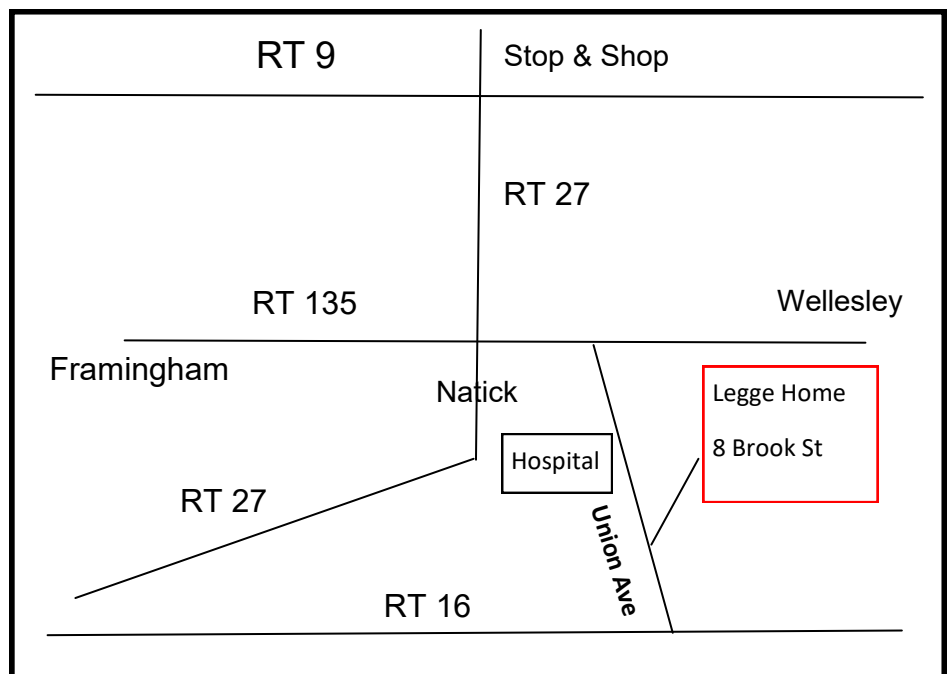 RT 9
Stop & Shop
RT 27
Wellesley
RT 135
Framingham
Natick
Legge Home
8 Brook St
Hospital
RT 27
Union Ave
RT 16